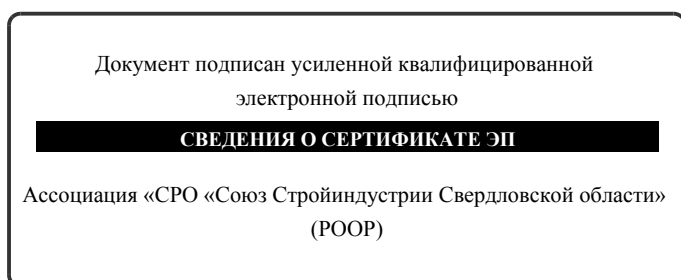 Документ подписан усиленной квалифицированной
электронной подписью
СВЕДЕНИЯ О СЕРТИФИКАТЕ ЭП
Ассоциация «СРО «Союз Стройиндустрии Свердловской области»
(РООР)